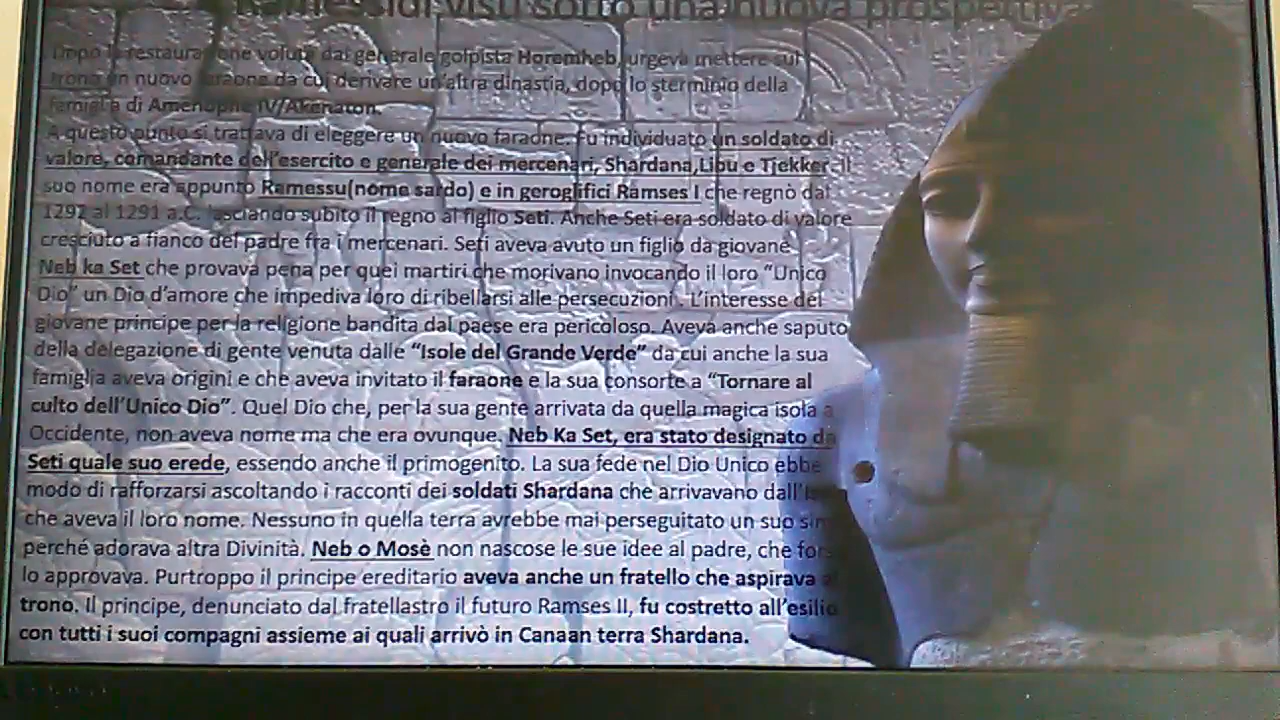 Ramessidi visti sotto una nuova prospettiva
Dopo la restaurazione voluta dal generale golpista Horemheb, urgeva mettere sul
trono un nuovo faraone da cui derivare un'altra dinastia, dopo lo sterminio della
famiglia di Amenophe IV/Akenaton.
A questo punto si trattava di eleggere un nuovo faraone. Fu individuato un soldato di
valore, comandante dell'esercito e generale dei mercenari, Shardana,Libu e Tjekker. Il
suo nome era appunto Ramessu(nome sardo) e in geroglifici Ramses I che regnò dal
1292 al 1291 a.C. lasciando subito il regno al figlio Seti. Anche Seti era soldato di valore
cresciuto a fianco del padre fra i mercenari. Seti aveva avuto un figlio da giovane
Neb ka Set che provava pena per quei martiri che morivano invocando il loro "Unico
Dio" un Dio d'amore che impediva loro di ribellarsi alle persecuzioni . L'interesse del
giovane principe per la religione bandita dal paese era pericoloso. Aveva anche saputo
della delegazione di gente venuta dalle "Isole del Grande Verde" da cui anche la sua
famiglia aveva origini e che aveva invitato il faraone e la sua consorte a "Tornare al
culto dell'Unico Dio". Quel Dio che, per la sua gente arrivata da quella magica isola a
Occidente, non aveva nome ma che era ovunque. Neb Ka Set, era stato designato da
Seti quale suo erede, essendo anche il primogenito. La sua fede nel Dio Unico ebbe
modo di rafforzarsi ascoltando i racconti dei soldati Shardana che arrivavano
che aveva il loro nome. Nessuno in quella terra avrebbe mai perseguitato un suo
perché adorava altra Divinità. Neb o Mosè non nascose le sue idee al padre, che
lo approvava. Purtroppo il principe ereditario aveva anche un fratello che aspirava al
trono. Il principe, denunciato dal fratellastro il futuro Ramses II, fu costretto all'esilio
con tutti i suoi compagni assieme ai quali arrivò in Canaan terra Shardana.